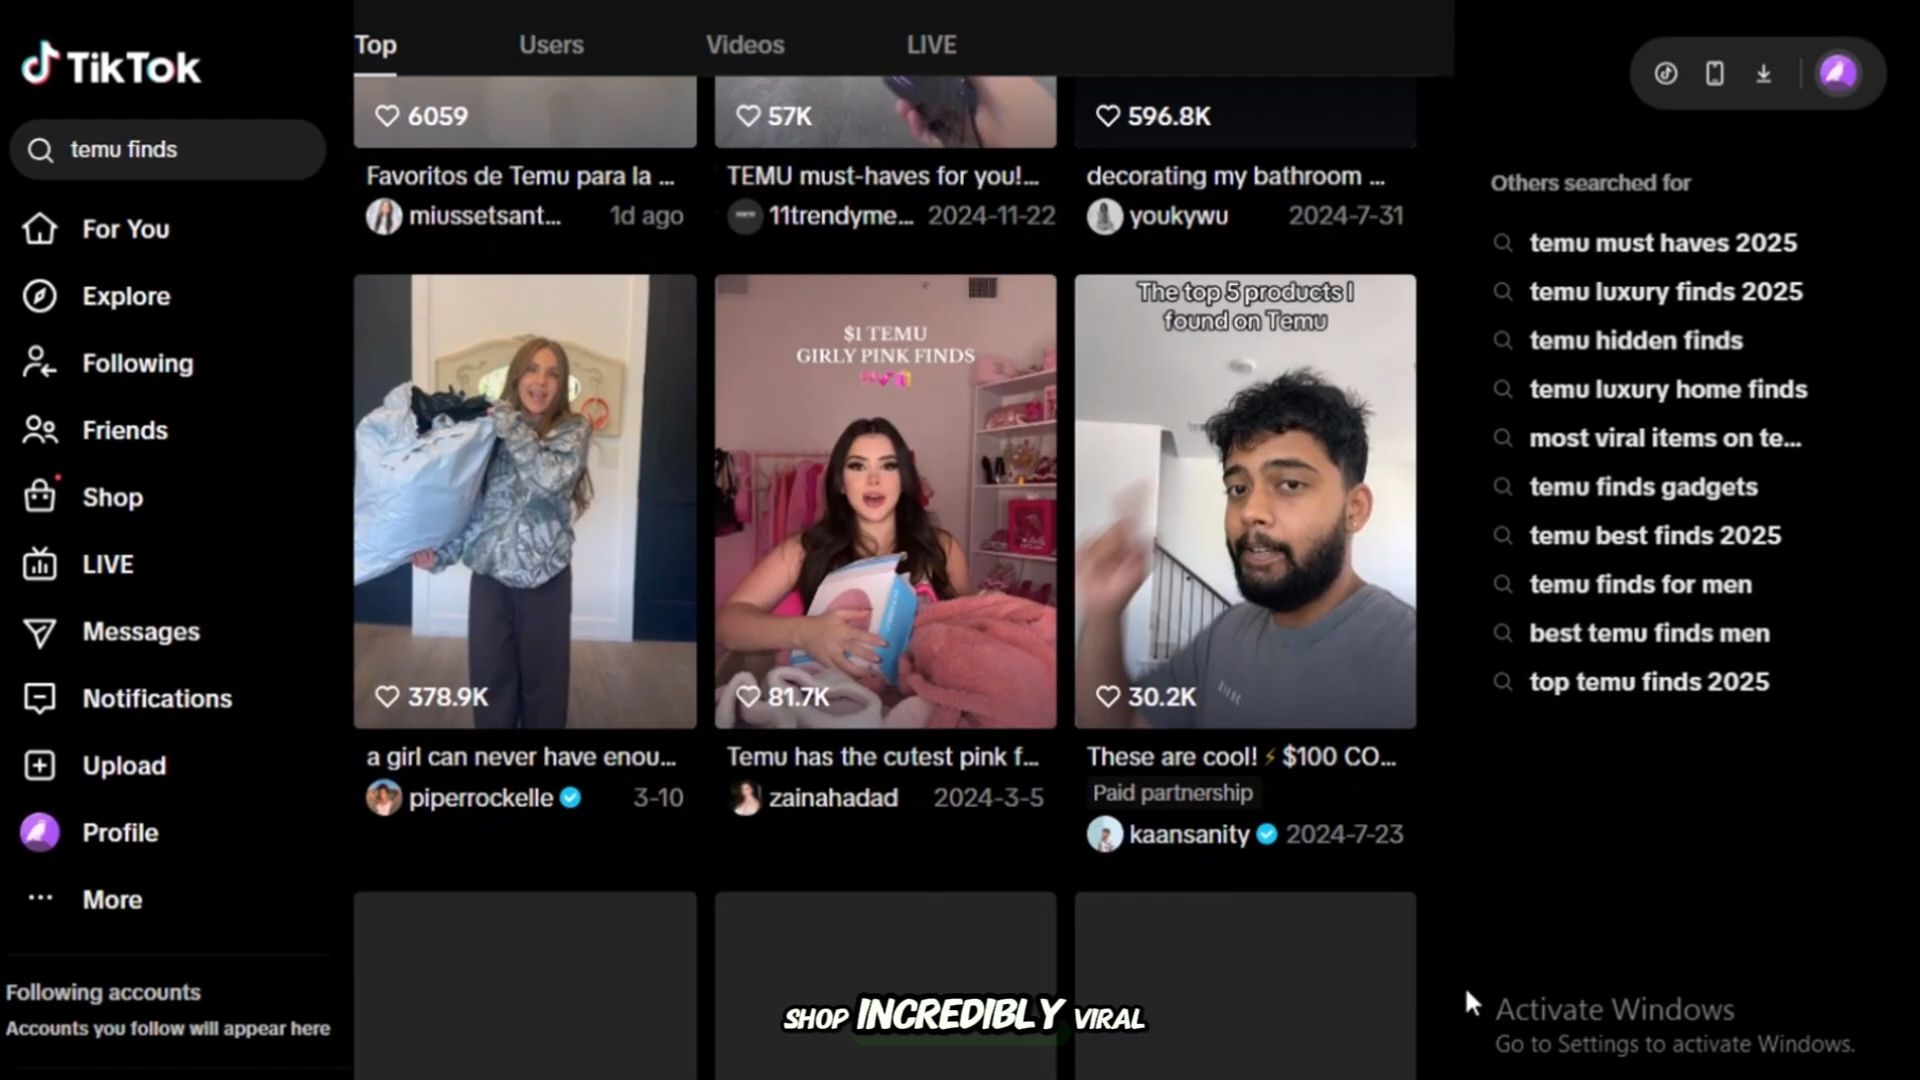 TikTok
temu finds
For You
Explore
Following
Friends
Shop
LIVE
Messages
Notifications
Upload
Profile
More
Following accounts
Accounts you follow will appear here
Top Users Videos LIVE
6059
Favoritos de Temu para la ...
miussetsant... 1d ago
57K
TEMU must-haves for you!...
11trendyme... 2024-11-22
596.8K
decorating my bathroom ...
youkywu 2024-7-31
378.9K
a girl can never have enou...
piperrockelle 3-10
$1 TEMU
GIRLY PINK FINDS
81.7K
Temu has the cutest pink f...
zainahadad 2024-3-5
The top 5 products I
found on Temu
30.2K
These are cool! ⚡ $100 CO...
Paid partnership
kaansanity 2024-7-23
Others searched for
temu must haves 2025
temu luxury finds 2025
temu hidden finds
temu luxury home finds
most viral items on te...
temu finds gadgets
temu best finds 2025
temu finds for men
best temu finds men
top temu finds 2025
SHOP INCREDIBLY VIRAL
Activate Windows
Go to Settings to activate Windows.